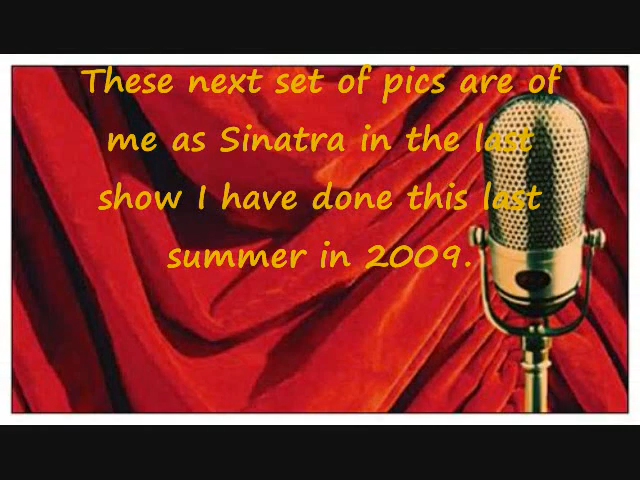 These next set of pics are of
me as Sinatra in the last
show I have done this last
summer in 2009.